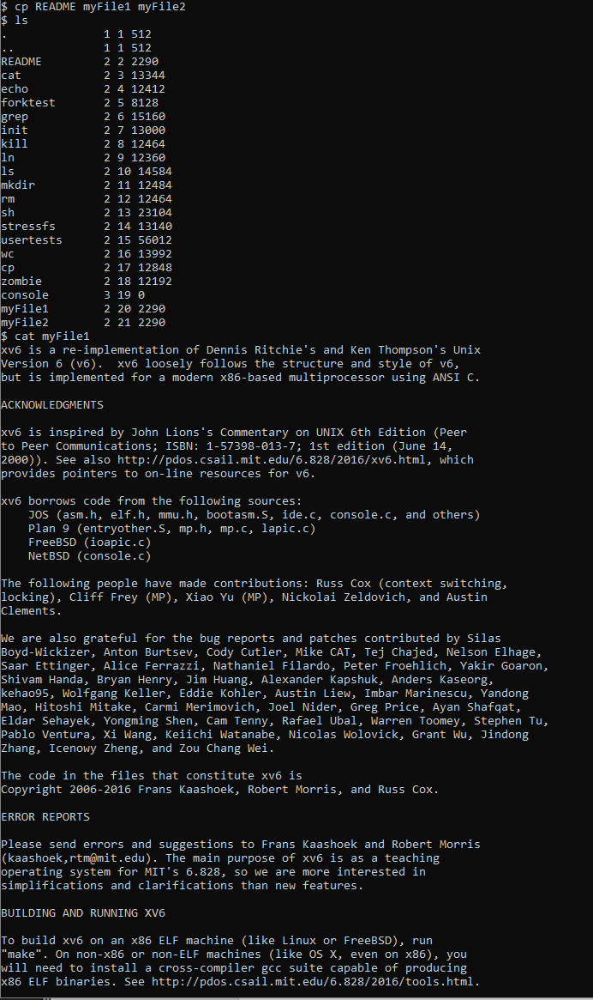 $ cp README myFile1 myFile2
$ ls
.              1 1 512
..             1 1 512
README         2 2 2290
cat            2 3 13344
echo           2 4 12412
forktest       2 5 8128
grep           2 6 15160
init           2 7 13000
kill           2 8 12464
ln             2 9 12360
ls             2 10 14584
mkdir          2 11 12484
rm             2 12 12464
sh             2 13 23104
stressfs       2 14 13140
usertests      2 15 56012
wc             2 16 13992
cp             2 17 12848
zombie         2 18 12192
console        3 19 0
myFile1        2 20 2290
myFile2        2 21 2290
$ cat myFile1
xv6 is a re-implementation of Dennis Ritchie's and Ken Thompson's Unix
Version 6 (v6).  xv6 loosely follows the structure and style of v6,
but is implemented for a modern x86-based multiprocessor using ANSI C.

ACKNOWLEDGMENTS

xv6 is inspired by John Lions's Commentary on UNIX 6th Edition (Peer
to Peer Communications; ISBN: 1-57398-013-7; 1st edition (June 14,
2000)). See also http://pdos.csail.mit.edu/6.828/2016/xv6.html, which
provides pointers to on-line resources for v6.

xv6 borrows code from the following sources:
    JOS (asm.h, elf.h, mmu.h, bootasm.S, ide.c, console.c, and others)
    Plan 9 (entryother.S, mp.h, mp.c, lapic.c)
    FreeBSD (ioapic.c)
    NetBSD (console.c)

The following people have made contributions: Russ Cox (context switching,
locking), Cliff Frey (MP), Xiao Yu (MP), Nickolai Zeldovich, and Austin
Clements.

We are also grateful for the bug reports and patches contributed by Silas
Boyd-Wickizer, Anton Burtsev, Cody Cutler, Mike CAT, Tej Chajed, Nelson Elhage,
Saar Ettinger, Alice Ferrazzi, Nathaniel Filardo, Peter Froehlich, Yakir Goaron,
Shivam Handa, Bryan Henry, Jim Huang, Alexander Kapshuk, Anders Kaseorg,
kehao95, Wolfgang Keller, Eddie Kohler, Austin Liew, Imbar Marinescu, Yandong
Mao, Hitoshi Mitake, Carmi Merimovich, Joel Nider, Greg Price, Ayan Shafqat,
Eldar Sehayek, Yongming Shen, Cam Tenny, Rafael Ubal, Warren Toomey, Stephen Tu,
Pablo Ventura, Xi Wang, Keiichi Watanabe, Nicolas Wolovick, Grant Wu, Jindong
Zhang, Icenowy Zheng, and Zou Chang Wei.

The code in the files that constitute xv6 is
Copyright 2006-2016 Frans Kaashoek, Robert Morris, and Russ Cox.

ERROR REPORTS

Please send errors and suggestions to Frans Kaashoek and Robert Morris
(kaashoek,rtm@mit.edu). The main purpose of xv6 is as a teaching
operating system for MIT's 6.828, so we are more interested in
simplifications and clarifications than new features.

BUILDING AND RUNNING XV6

To build xv6 on an x86 ELF machine (like Linux or FreeBSD), run
"make". On non-x86 or non-ELF machines (like OS X, even on x86), you
will need to install a cross-compiler gcc suite capable of producing
x86 ELF binaries. See http://pdos.csail.mit.edu/6.828/2016/tools.html.